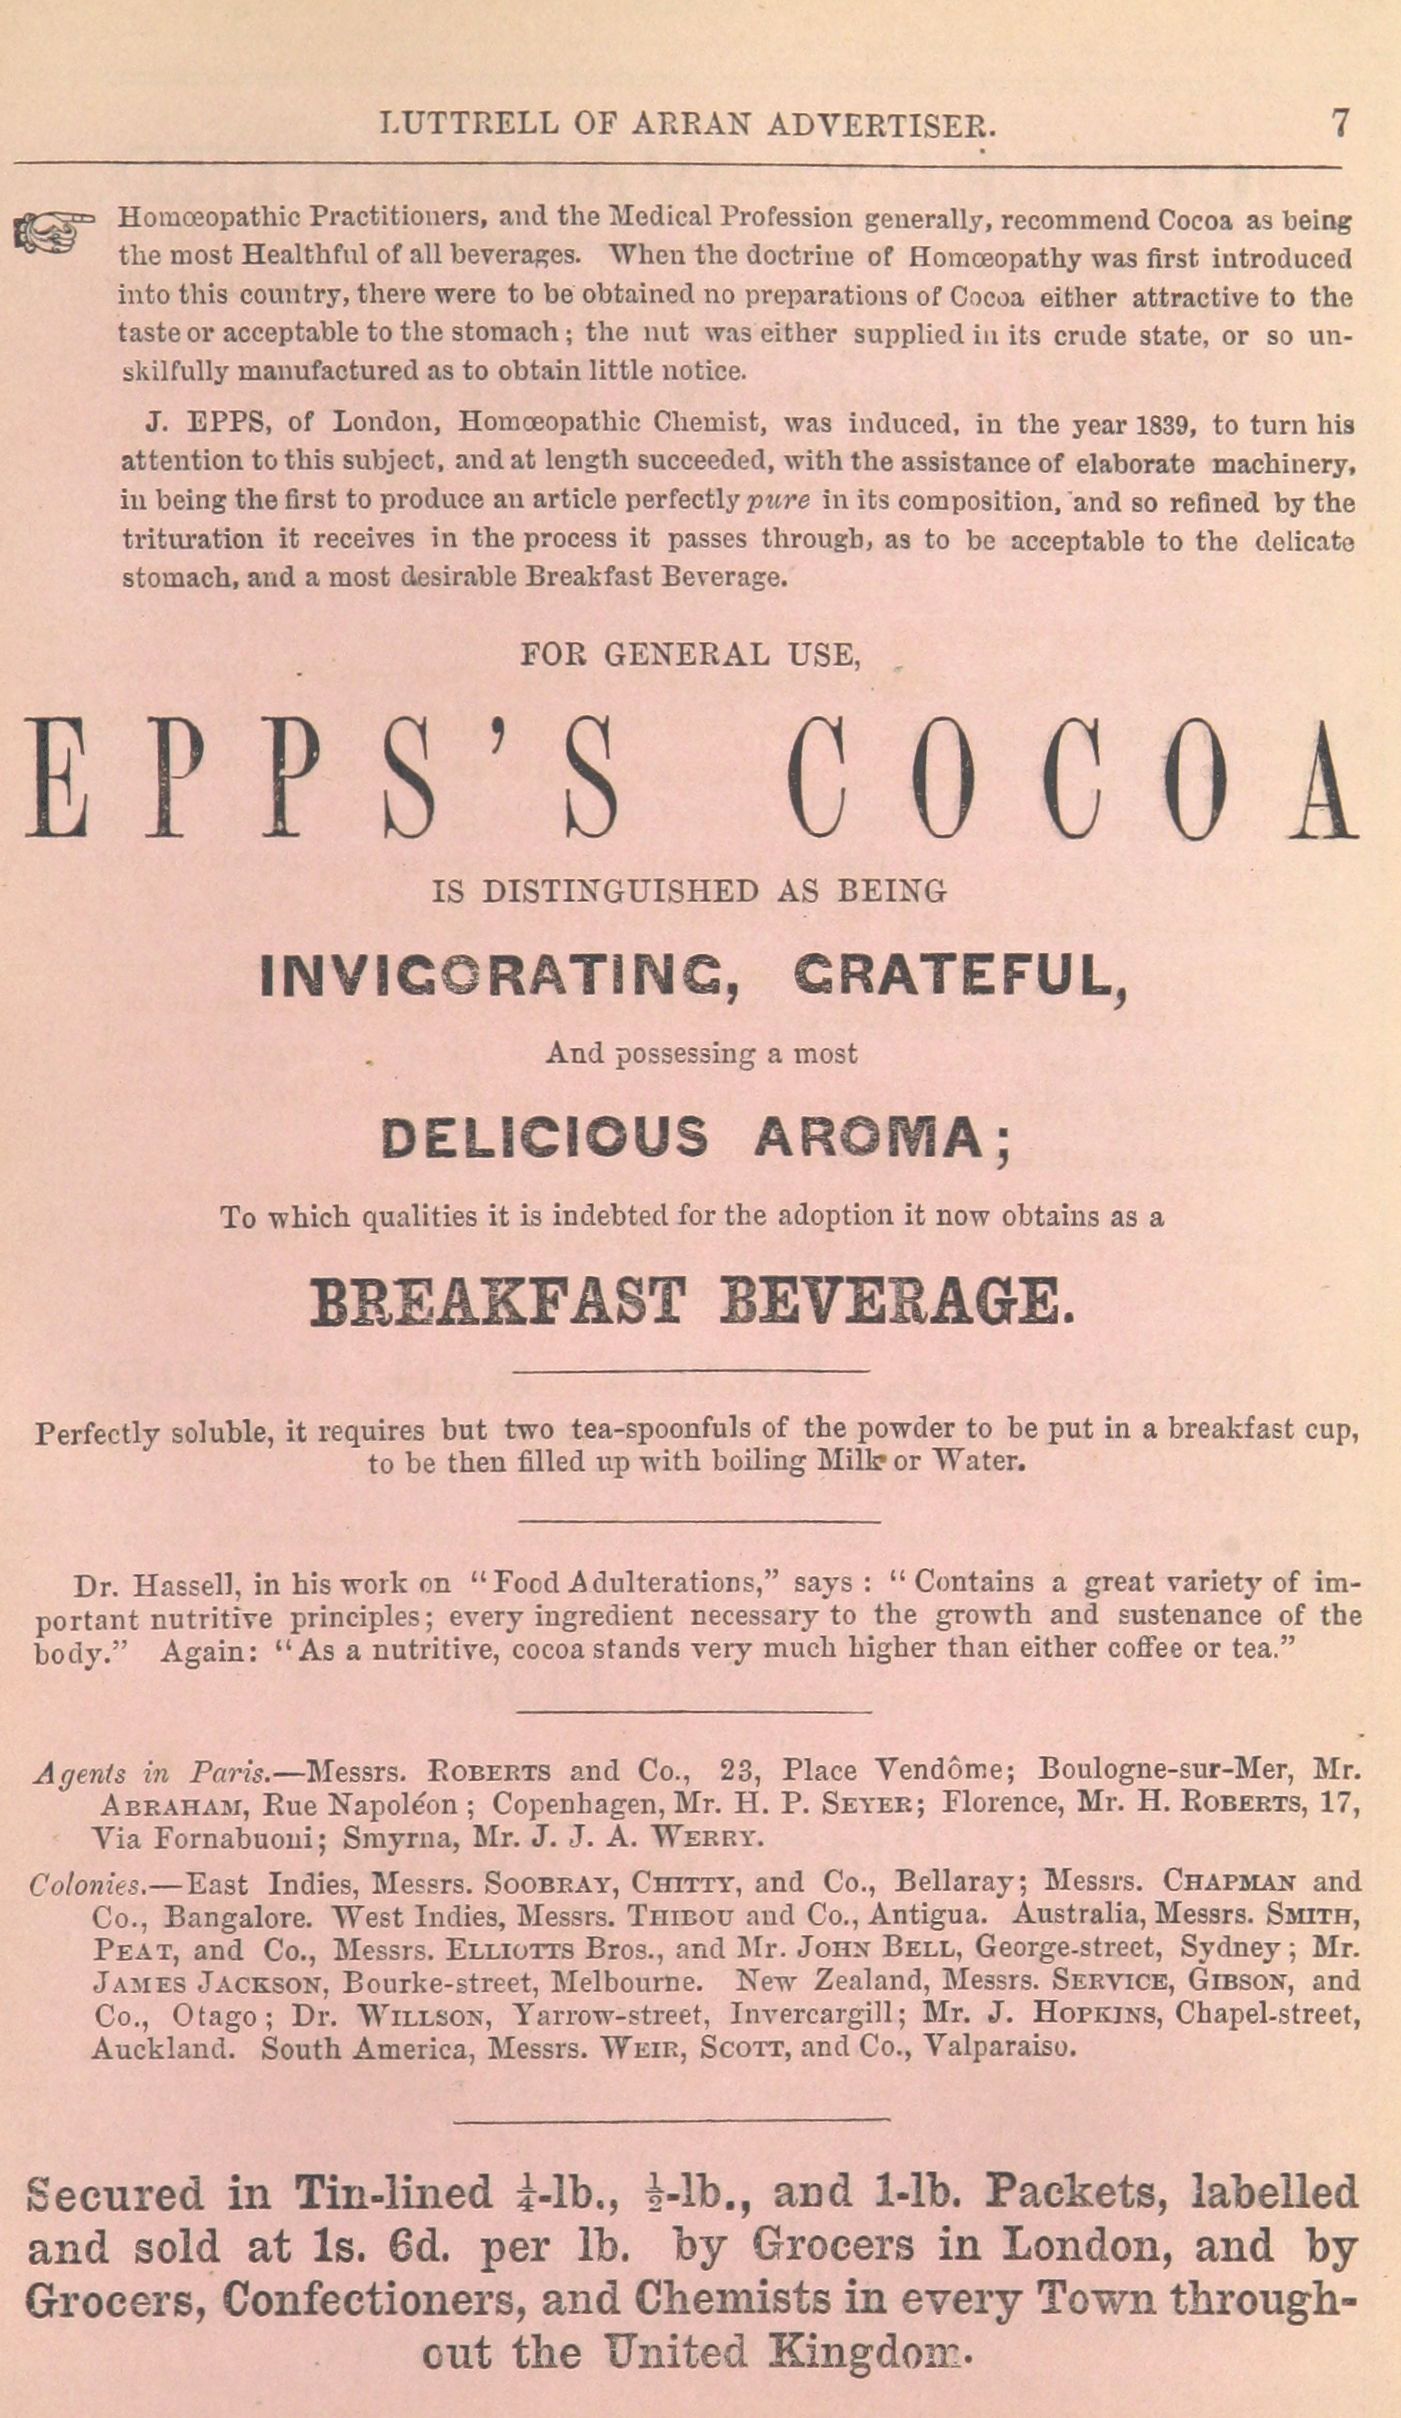 LUTTRELL OF ARRAN ADVERTISER. 7
Homœopathic Practitioners, and the Medical Profession generally, recommend Cocoa as being
the most Healthful of all beverages. When the doctrine of Homœopathy was first introduced
into this country, there were to be obtained no preparations of Cocoa either attractive to the
taste or acceptable to the stomach; the nut was either supplied in its crude state, or so un-
skilfully manufactured as to obtain little notice.
J. EPPS, of London, Homœopathic Chemist, was induced, in the year 1839, to turn his
attention to this subject, and at length succeeded, with the assistance of elaborate machinery,
in being the first to produce an article perfectly pure in its composition, and so refined by the
trituration it receives in the process it passes through, as to be acceptable to the delicate
stomach, and a most desirable Breakfast Beverage.
FOR GENERAL USE,
EPPS'S COCOA
IS DISTINGUISHED AS BEING
INVIGORATING, GRATEFUL,
And possessing a most
DELICIOUS AROMA;
To which qualities it is indebted for the adoption it now obtains as a
BREAKFAST BEVERAGE.
Perfectly soluble, it requires but two tea-spoonfuls of the powder to be put in a breakfast cup,
to be then filled up with boiling Milk or Water.
Dr. Hassell, in his work on "Food Adulterations," says: "Contains a great variety of im-
portant nutritive principles; every ingredient necessary to the growth and sustenance of the
body." Again: "As a nutritive, cocoa stands very much higher than either coffee or tea."
Agents in Paris.—Messrs. ROBERTS and Co., 23, Place Vendôme; Boulogne-sur-Mer, Mr.
ABRAHAM, Rue Napoléon; Copenhagen, Mr. H. P. SEYER; Florence, Mr. H. ROBERTS, 17,
Via Fornabuoni; Smyrna, Mr. J. J. A. WERRY.
Colonies.—East Indies, Messrs. SOOBRAY, CHITTY, and Co., Bellaray; Messrs. CHAPMAN and
Co., Bangalore. West Indies, Messrs. THIBOU and Co., Antigua. Australia, Messrs. SMITH,
PEAT, and Co., Messrs. ELLIOTTS Bros., and Mr. JOHN BELL, George-street, Sydney; Mr.
JAMES JACKSON, Bourke-street, Melbourne. New Zealand, Messrs. SERVICE, GIBSON, and
Co., Otago; Dr. WILLSON, Yarrow-street, Invercargill; Mr. J. HOPKINS, Chapel-street,
Auckland. South America, Messrs. WEIR, SCOTT, and Co., Valparaiso.
Secured in Tin-lined ¼-lb., ½-lb., and 1-lb. Packets, labelled
and sold at 1s. 6d. per lb. by Grocers in London, and by
Grocers, Confectioners, and Chemists in every Town through-
out the United Kingdom.